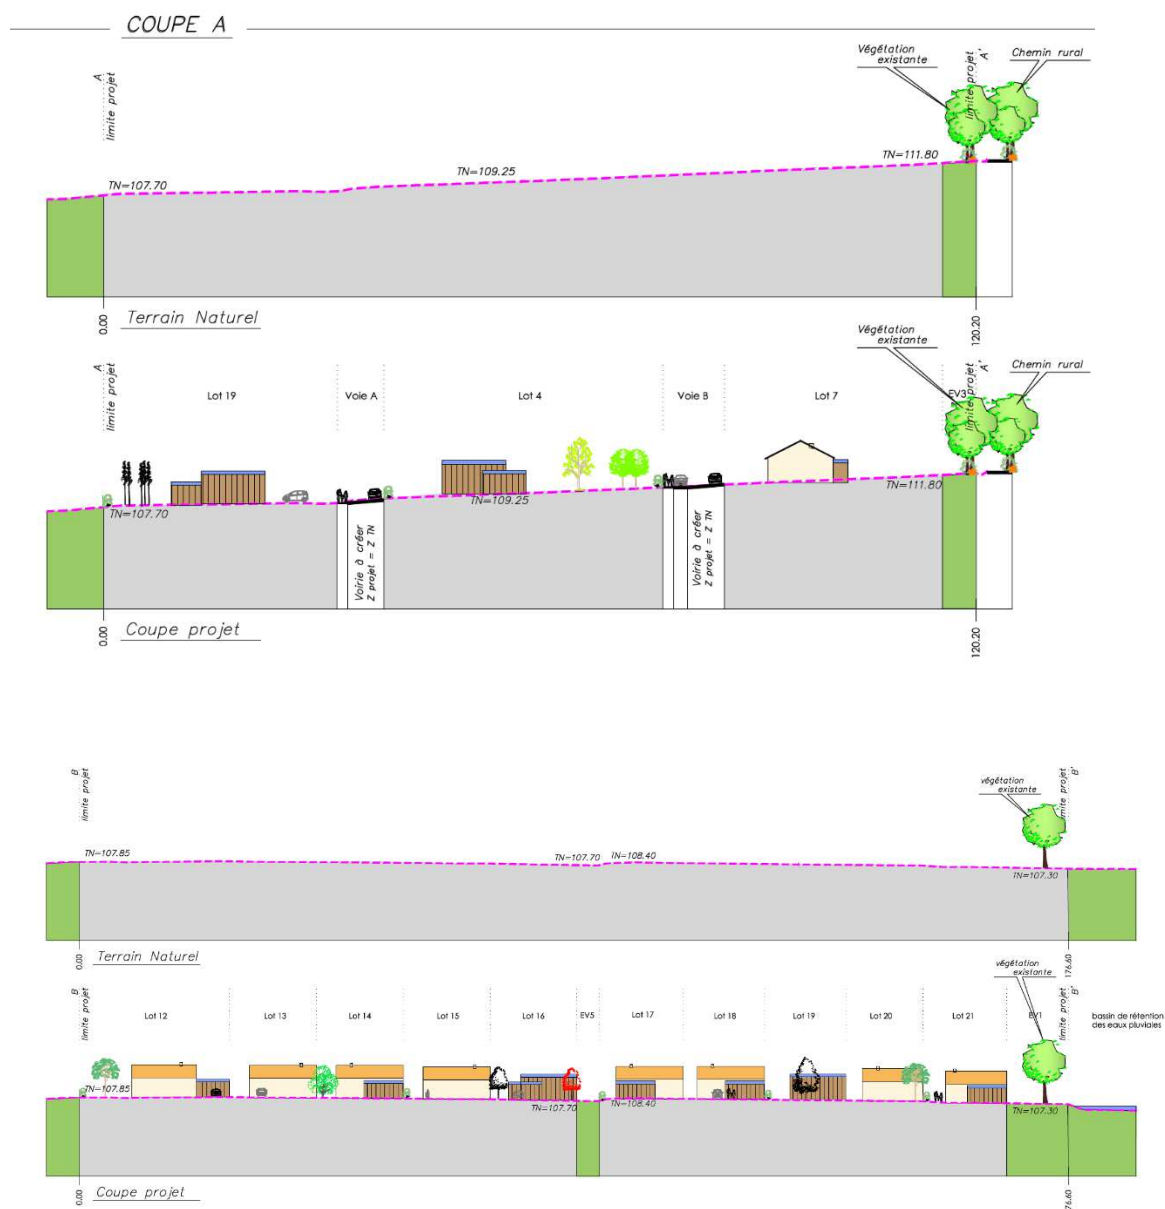 COUPE A
A
limite projet
Végétation
existante
limite projet
A'
Chemin rural
TN=107.70
TN=109.25
TN=111.80
0.00
Terrain Naturel
120.20
A
limite projet
Lot 19
Voie A
Lot 4
Voie B
Lot 7
EV3
Végétation
existante
limite projet
A'
Chemin rural
TN=107.70
TN=109.25
TN=111.80
Voirie à créer
Z projet = Z TN
Voirie à créer
Z projet = Z TN
0.00
Coupe projet
120.20
B
limite projet
végétation
existante
limite projet
B'
TN=107.85
TN=107.70
TN=108.40
TN=107.30
0.00
Terrain Naturel
176.60
B
limite projet
Lot 12
Lot 13
Lot 14
Lot 15
Lot 16
EV5
Lot 17
Lot 18
Lot 19
Lot 20
Lot 21
EV1
végétation
existante
limite projet
B'
bassin de rétention
des eaux pluviales
TN=107.85
TN=107.70
TN=108.40
TN=107.30
0.00
Coupe projet
176.60